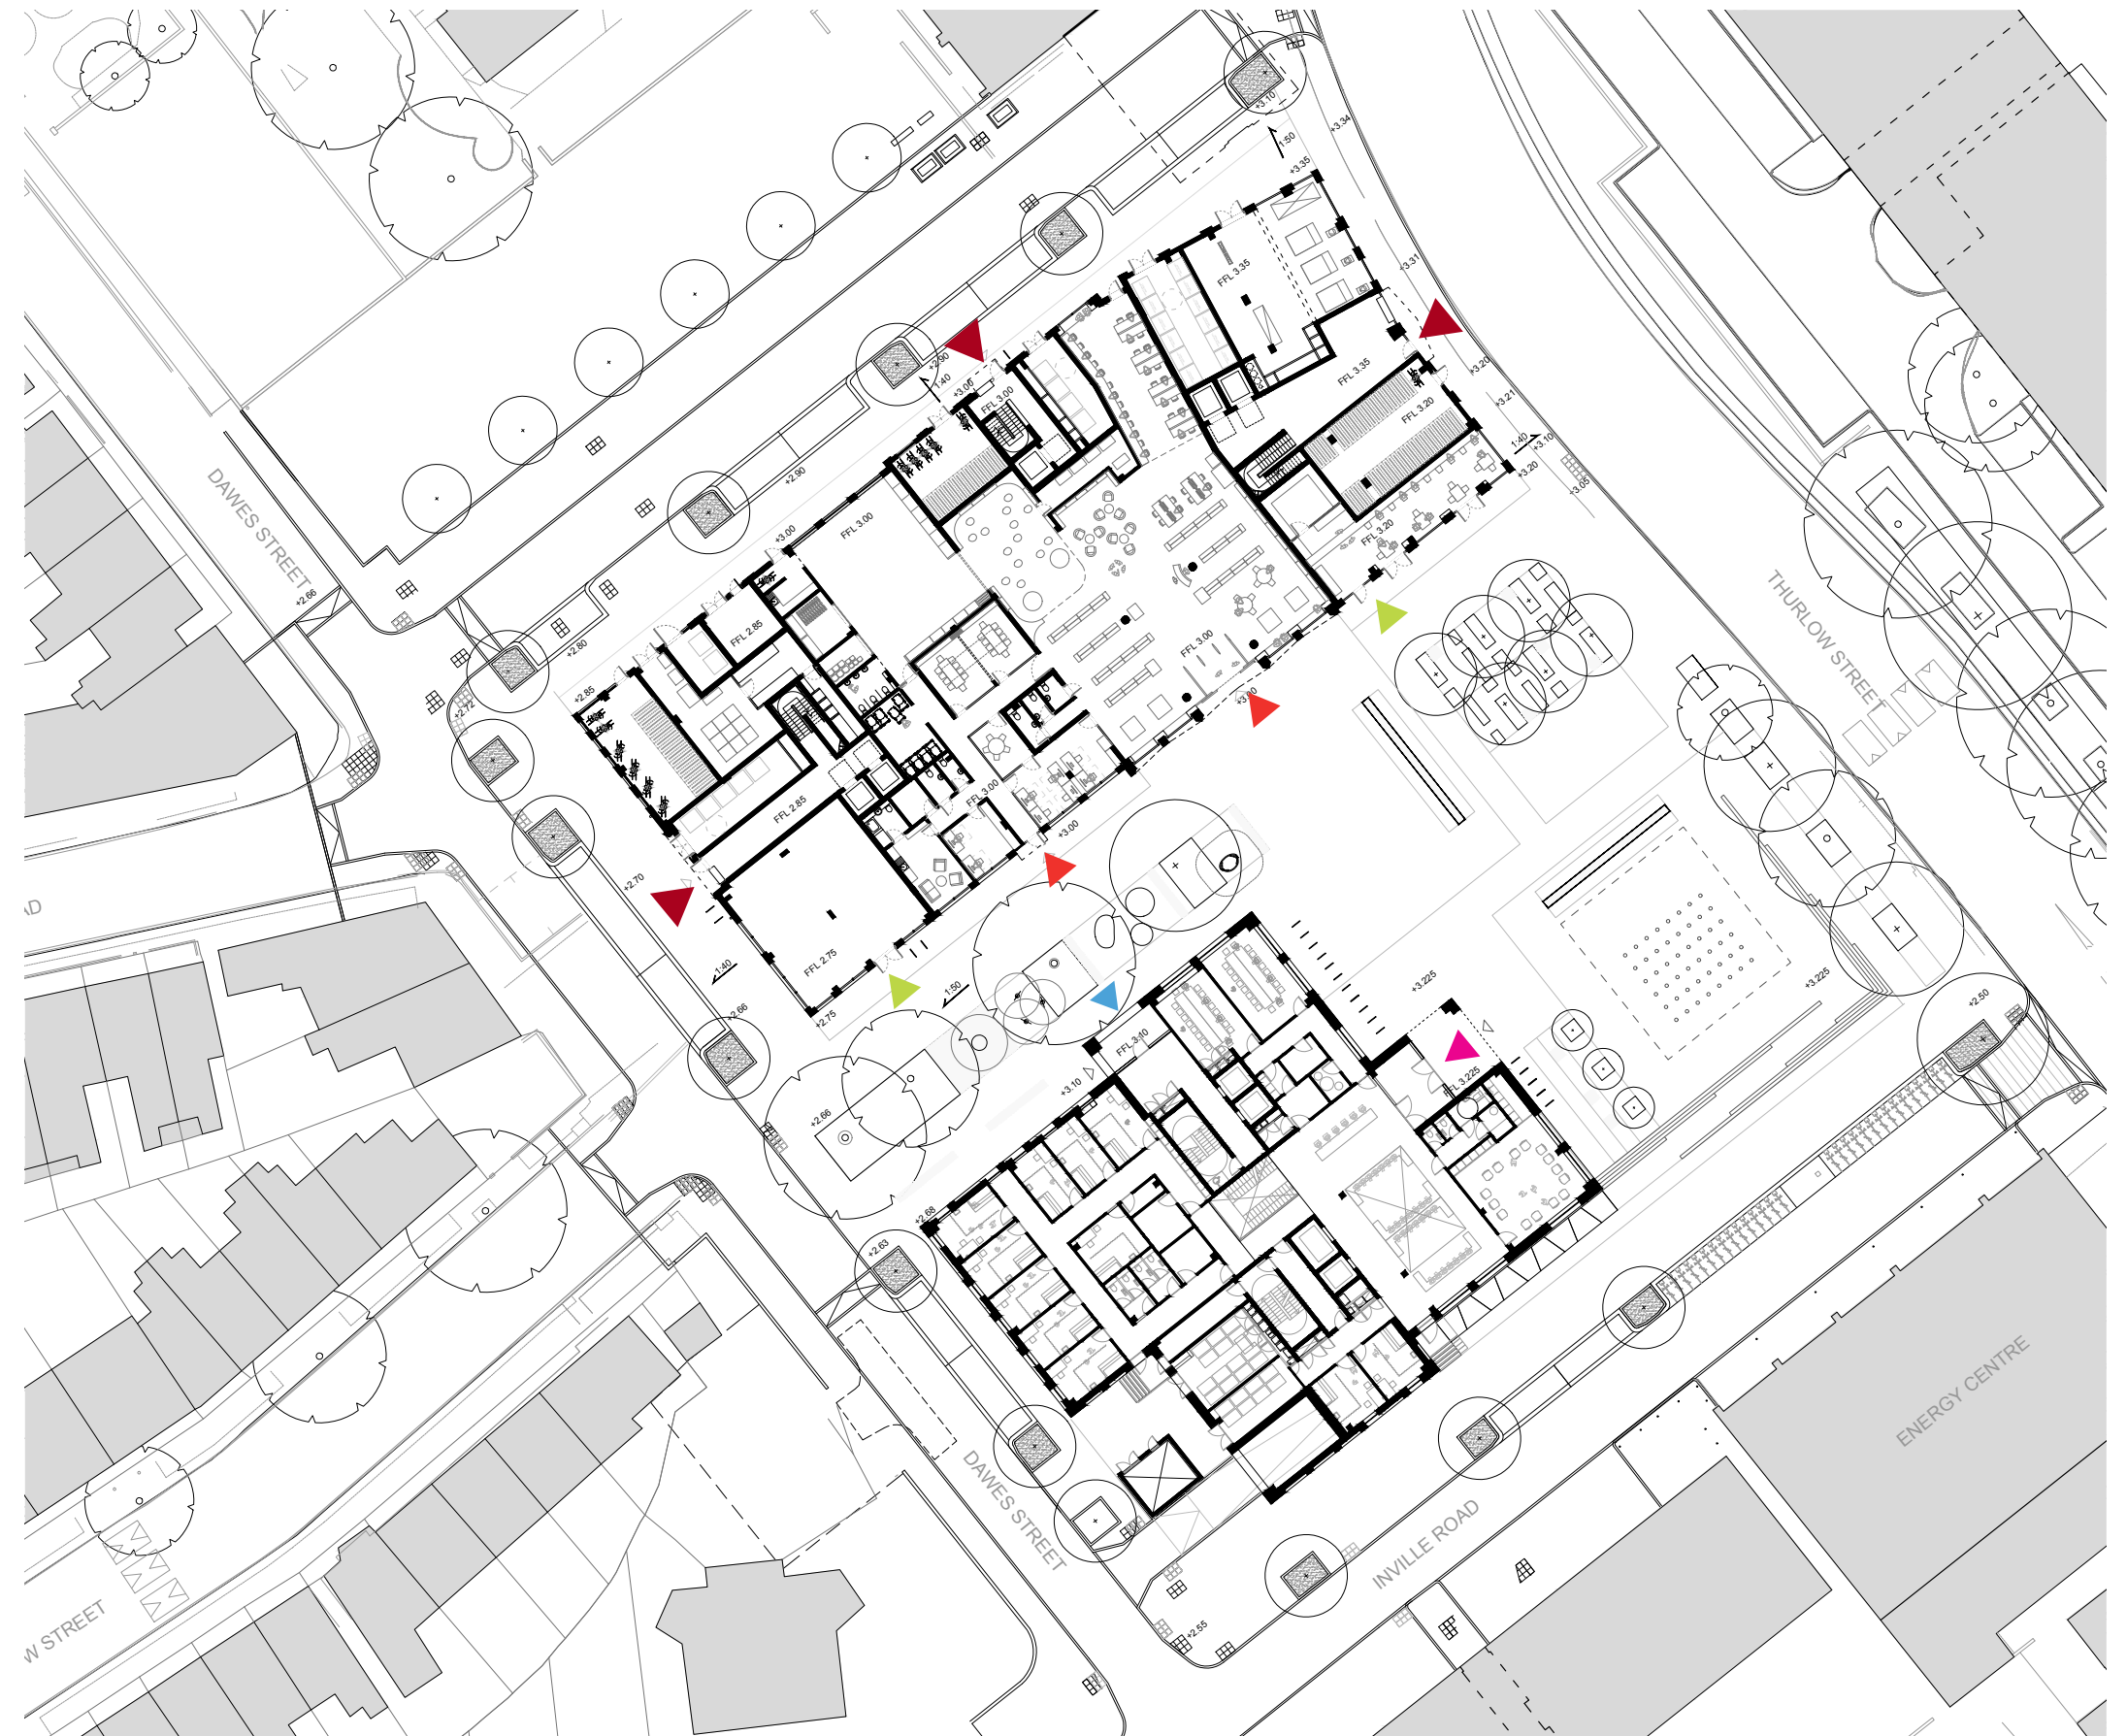 +3.10
+3.34
1:50
+3.35
FFL 3.35
+3.31
+2.90
1:40
+3.00
FFL 3.00
FFL 3.35
+3.20
FFL 3.20
+3.21
1:40
+3.10
+3.20
+3.05
+2.90
DAWES STREET
+3.00
FFL 3.00
FFL 3.20
+2.66
THURLOW STREET
FFL 2.85
+2.80
FFL 3.00
+2.85
+2.72
+3.00
FFL 2.85
FFL 3.00
+3.00
+2.70
AD
FFL 2.75
1:40
1:50
+2.75
+2.66
+3.225
+3.225
+2.50
FFL 3.10
+3.10
FL 3.225
+2.66
+2.68
+2.63
ENERGY CENTRE
DAWES STREET
INVILLE ROAD
W STREET
+2.55